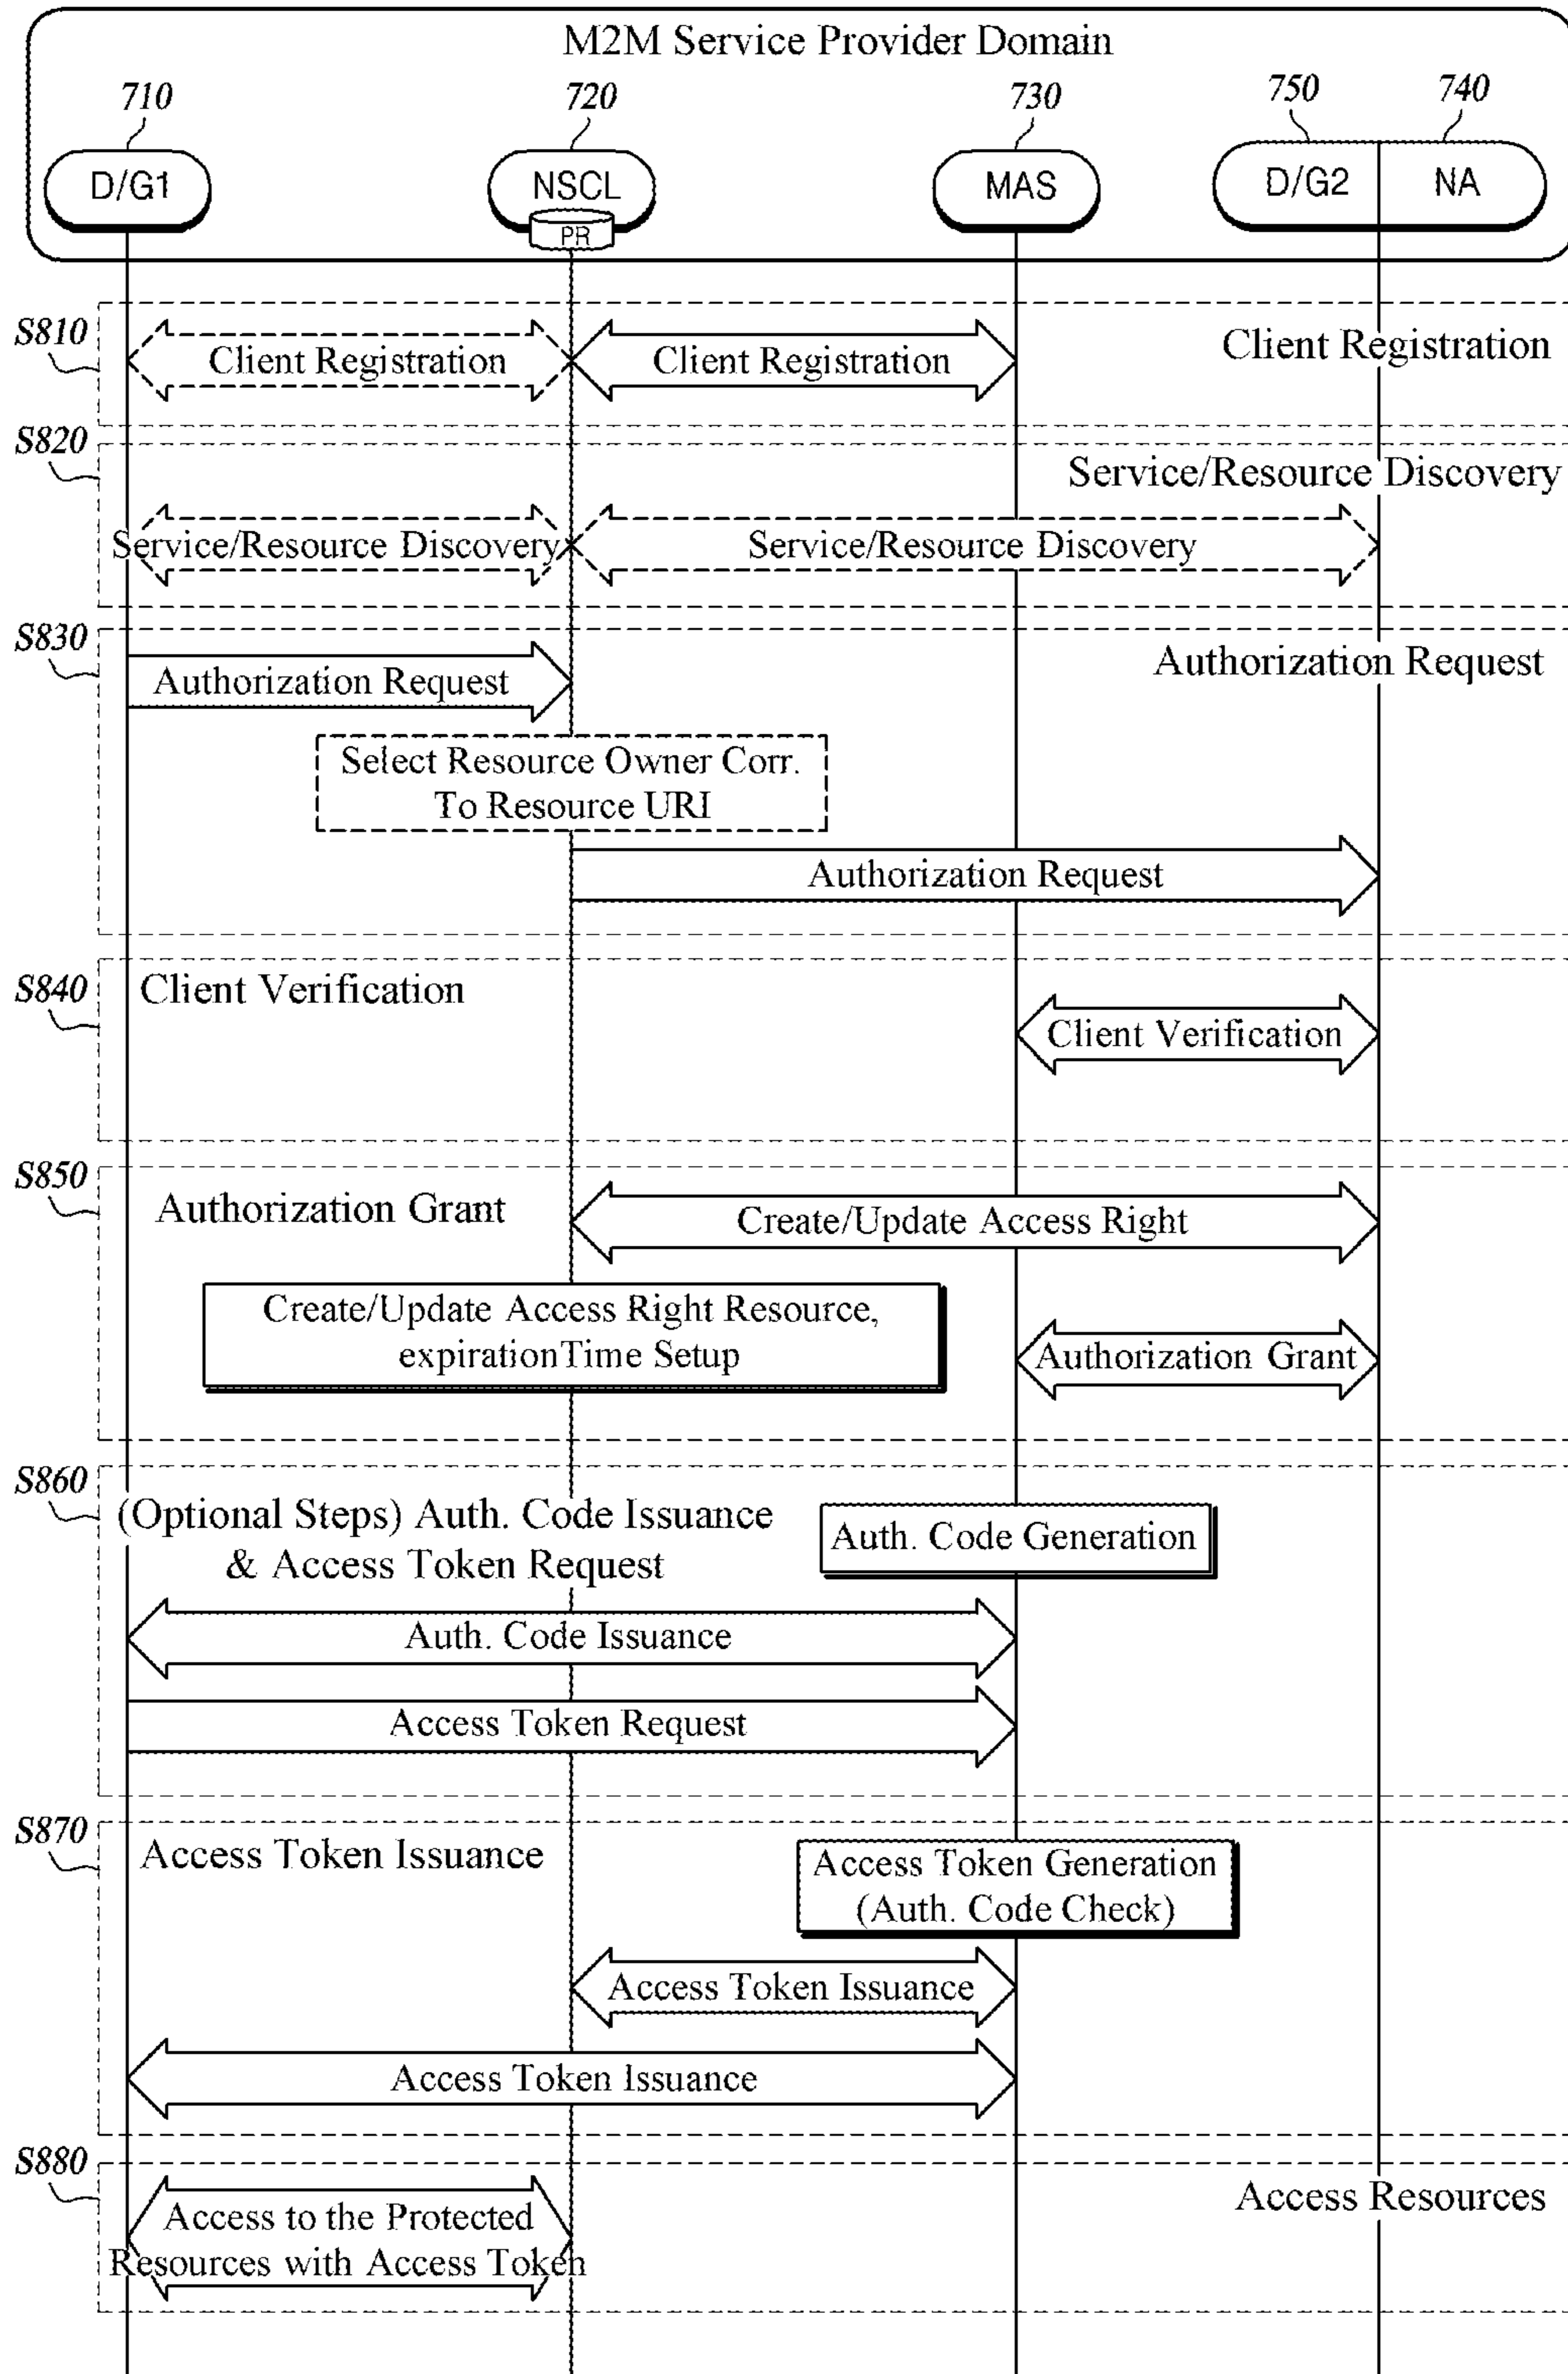 M2M Service Provider Domain
710
720
730
750
740
D/G1
NSCL
PR
MAS
D/G2
NA
S810
Client Registration
Client Registration
Client Registration
S820
Service/Resource Discovery
Service/Resource Discovery
Service/Resource Discovery
S830
Authorization Request
Authorization Request
Select Resource Owner Corr.
To Resource URI
Authorization Request
S840
Client Verification
Client Verification
S850
Authorization Grant
Create/Update Access Right
Create/Update Access Right Resource,
expirationTime Setup
Authorization Grant
S860
(Optional Steps) Auth. Code Issuance
& Access Token Request
Auth. Code Generation
Auth. Code Issuance
Access Token Request
S870
Access Token Issuance
Access Token Generation
(Auth. Code Check)
Access Token Issuance
Access Token Issuance
S880
Access Resources
Access to the Protected
Resources with Access Token